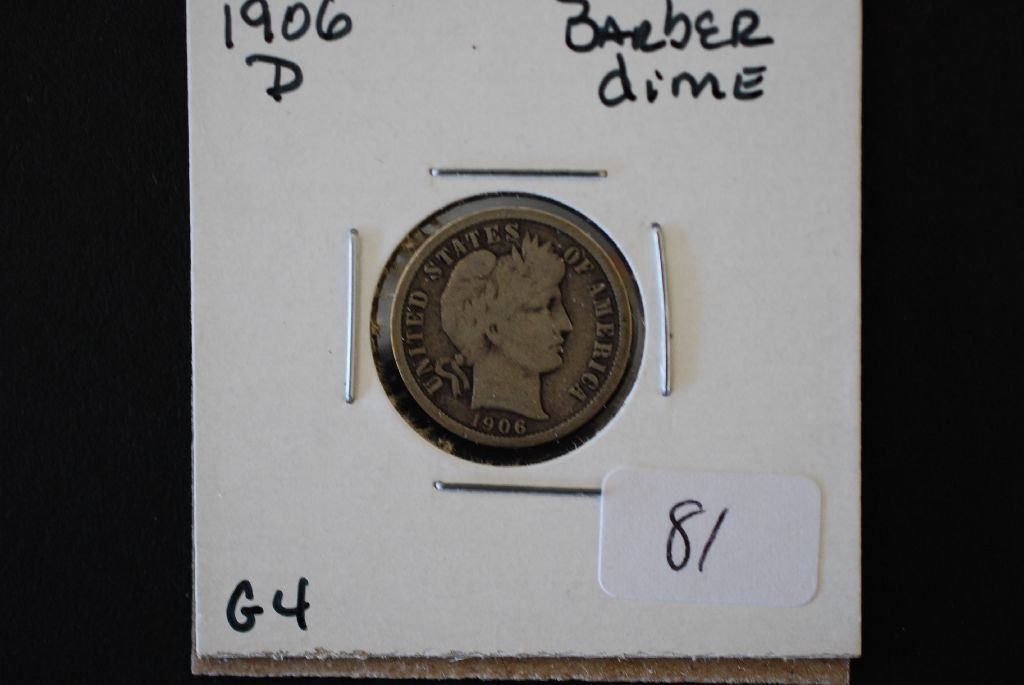 1906 BARbER
D dimE
UNITED STATES OF AMERICA
1906
81
G4